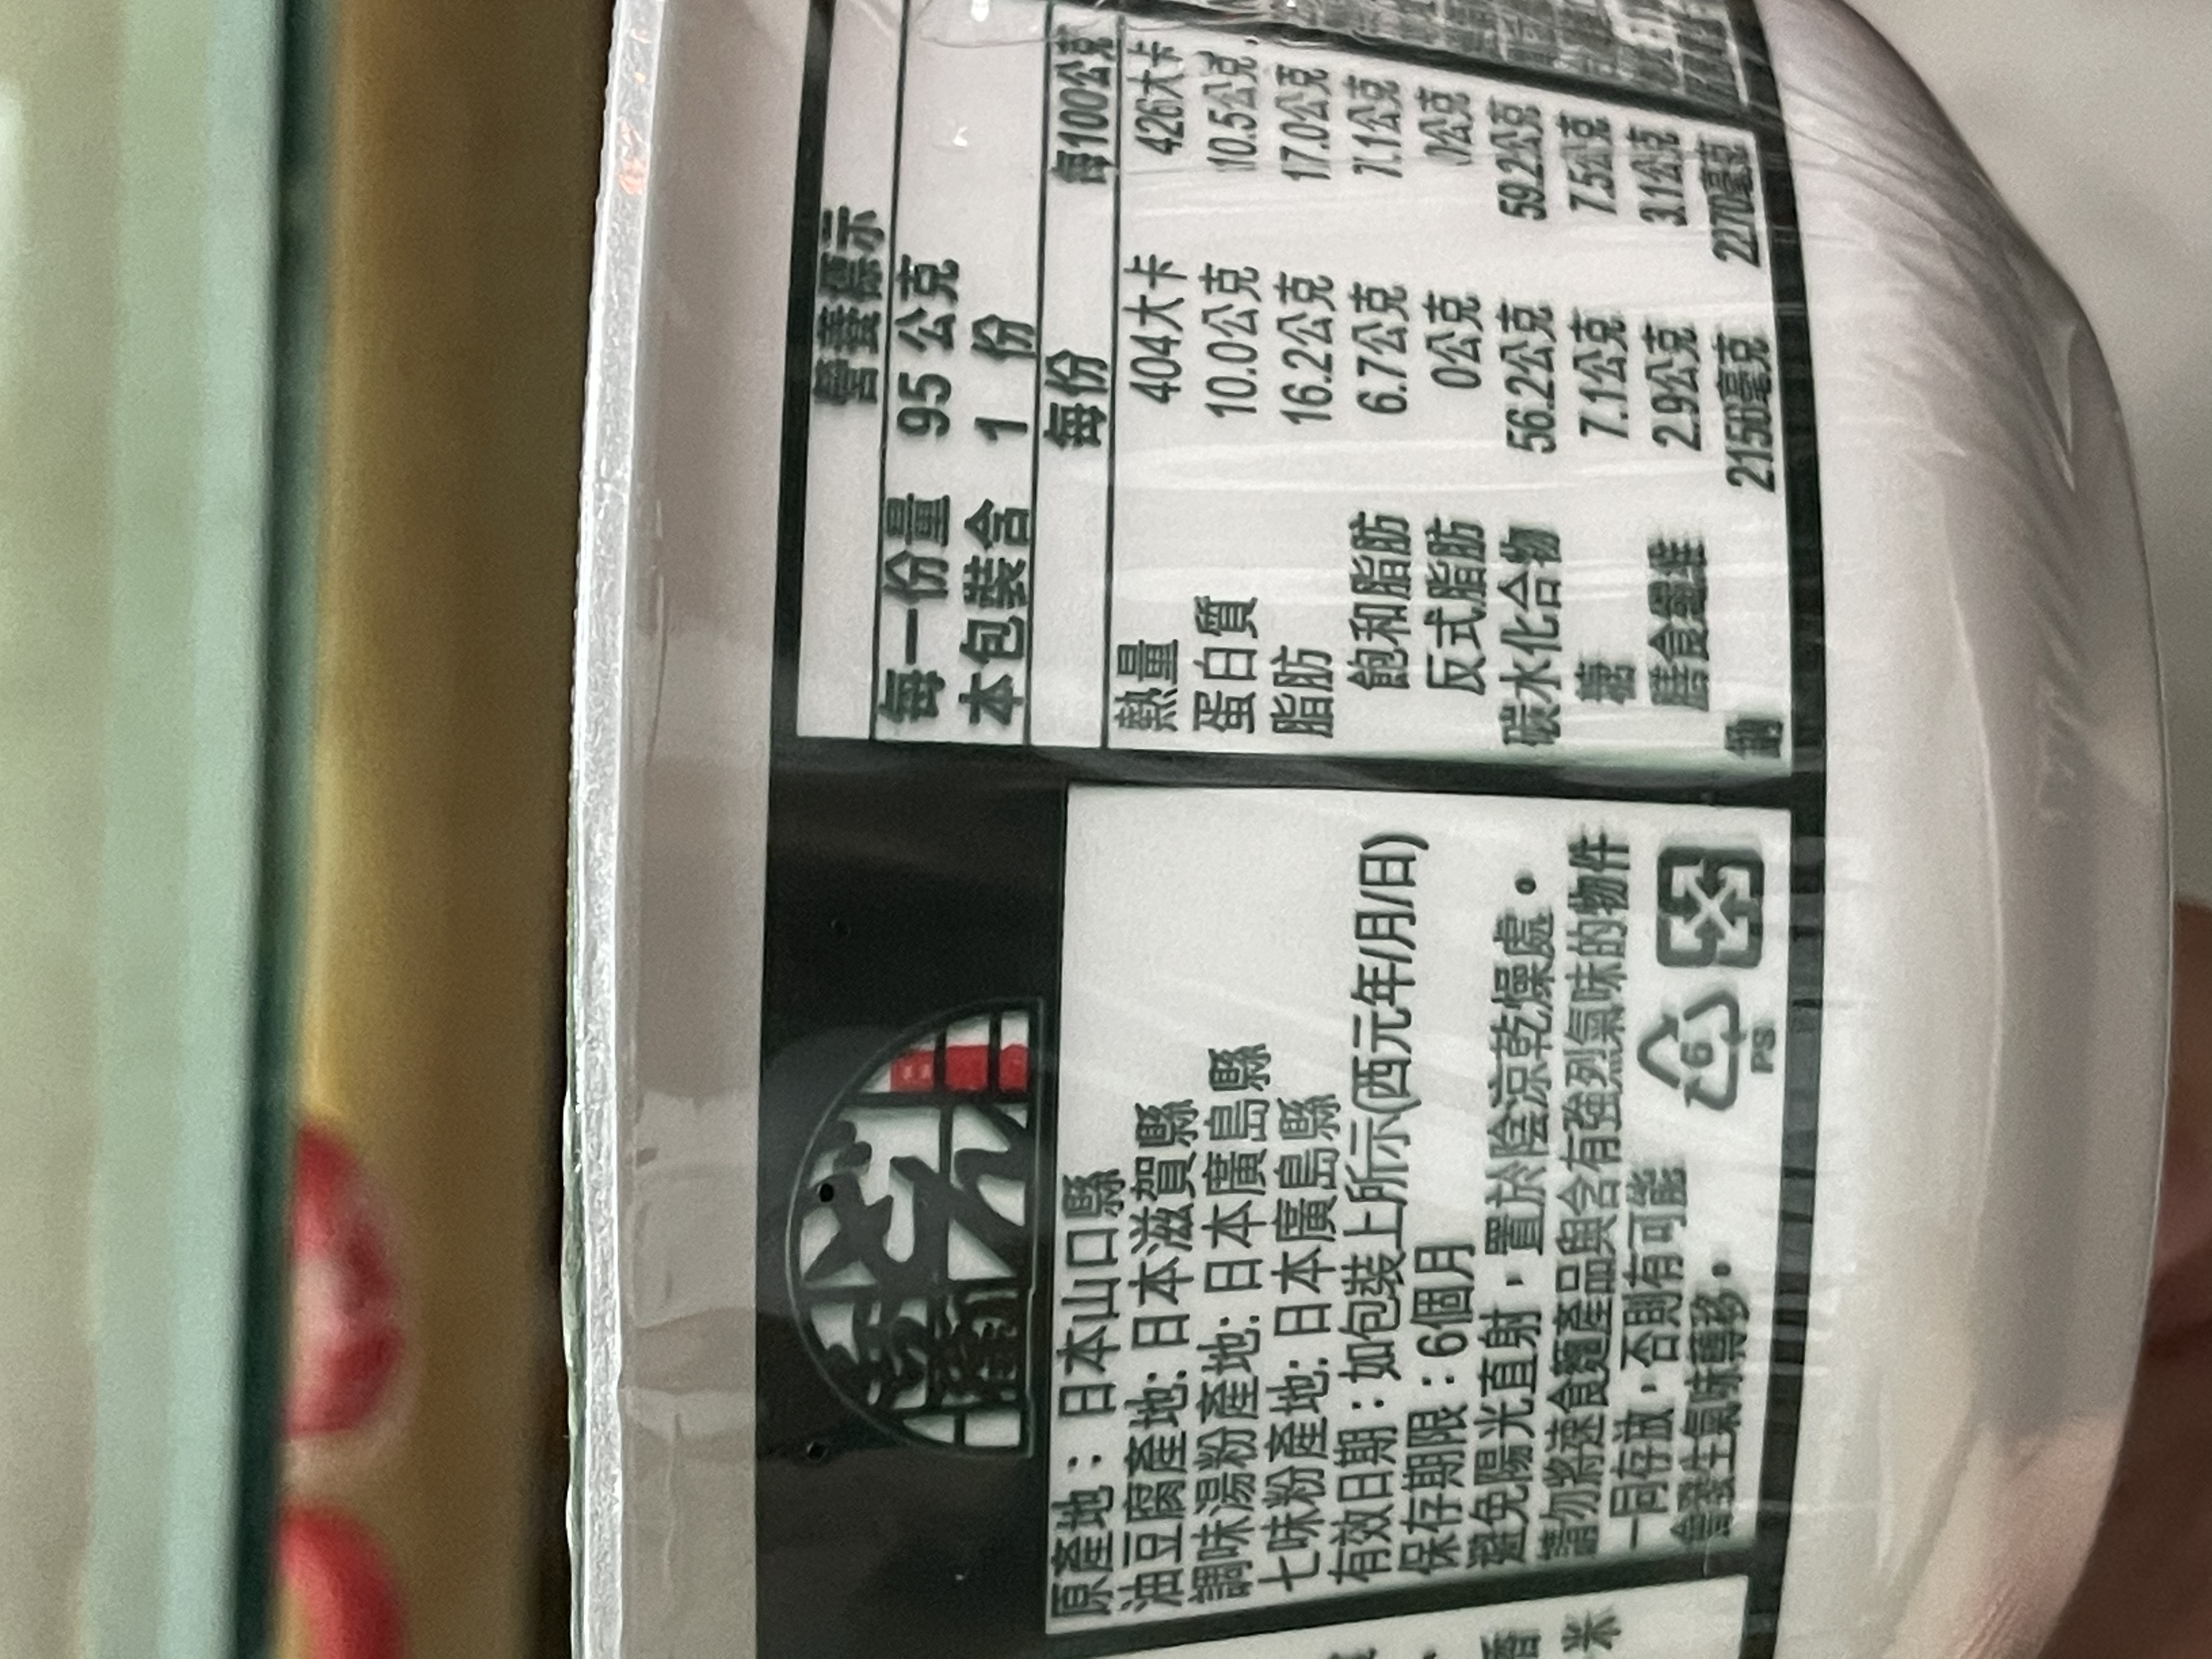 營養標示
每一份量 95 公克
本包裝含 1 份
每份 每100公克
熱量 404大卡 426大卡
蛋白質 10.0公克 10.5公克
脂肪 16.2公克 17.0公克
飽和脂肪 6.7公克 7.1公克
反式脂肪 0公克 0公克
碳水化合物 56.2公克 59.2公克
糖 7.1公克 7.5公克
膳食纖維 2.9公克 3.1公克
鈉 2156毫克 2270毫克
どん
原產地：日本山口縣
油豆腐產地: 日本滋賀縣
調味湯粉產地: 日本廣島縣
七味粉產地: 日本廣島縣
有效日期：如包裝上所示(西元年/月/日)
保存期限：6個月
避免陽光直射，置於陰涼乾燥處。
請勿將速食麵產品與含有強烈氣味的物件
一同存放，否則有可能
會發生氣味轉移。
6
PS
香
米